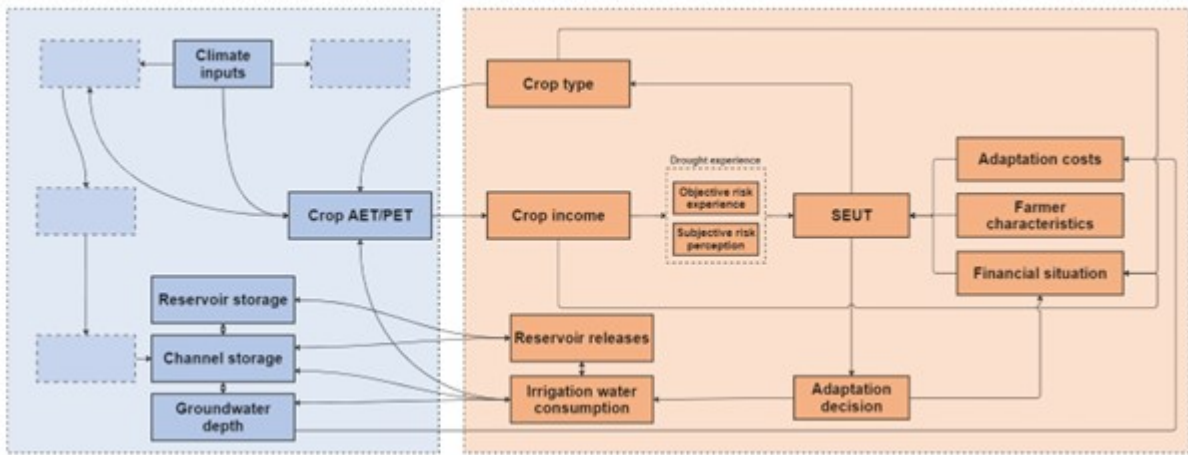 Climate
inputs
Crop AET/PET
Reservoir storage
Channel storage
Groundwater
depth
Crop type
Crop income
Drought experience
Objective risk
experience
Subjective risk
perception
SEUT
Adaptation costs
Farmer
characteristics
Financial situation
Reservoir releases
Irrigation water
consumption
Adaptation
decision